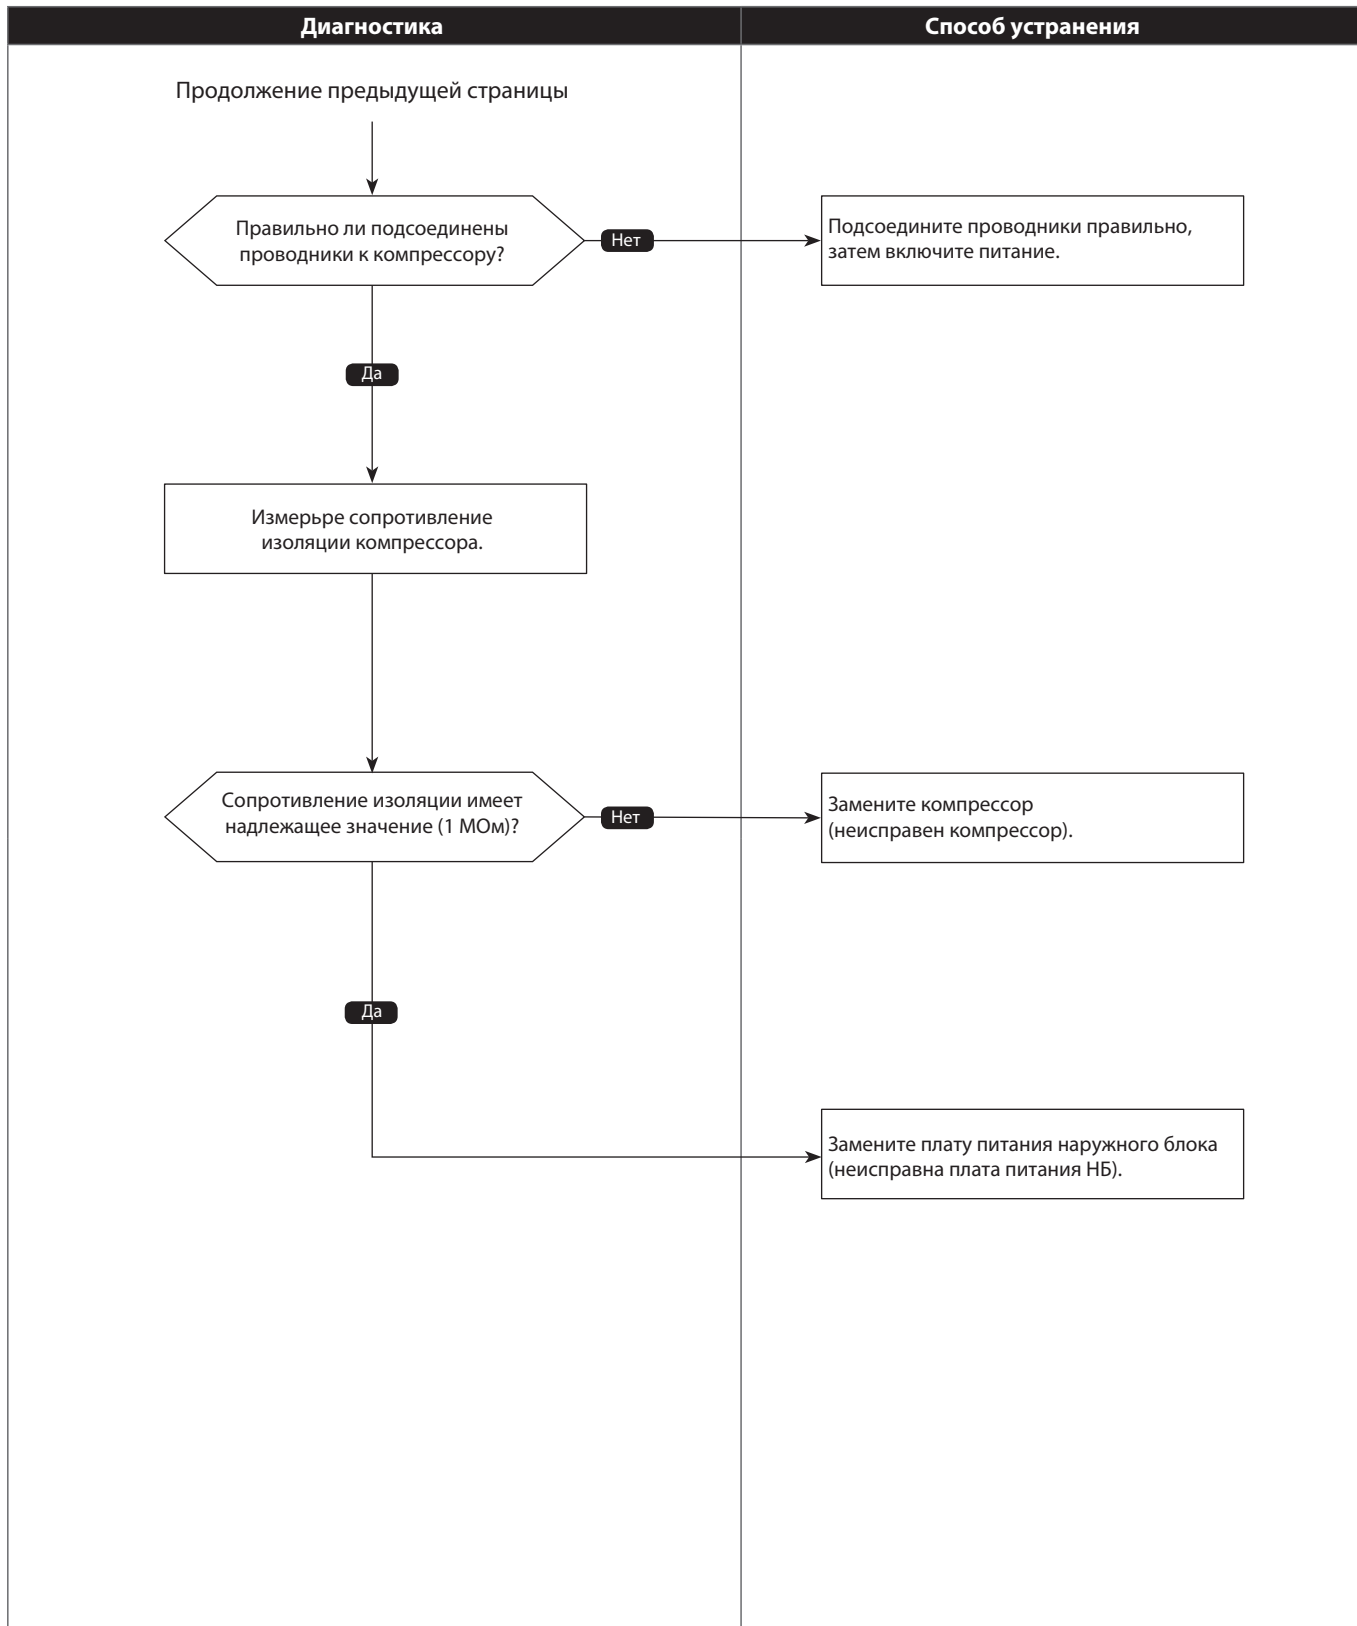 Диагностика
Способ устранения
Продолжение предыдущей страницы
Правильно ли подсоединены
проводники к компрессору?
Нет
Подсоедините проводники правильно,
затем включите питание.
Да
Измерьре сопротивление
изоляции компрессора.
Сопротивление изоляции имеет
надлежащее значение (1 МОм)?
Нет
Замените компрессор
(неисправен компрессор).
Да
Замените плату питания наружного блока
(неисправна плата питания НБ).